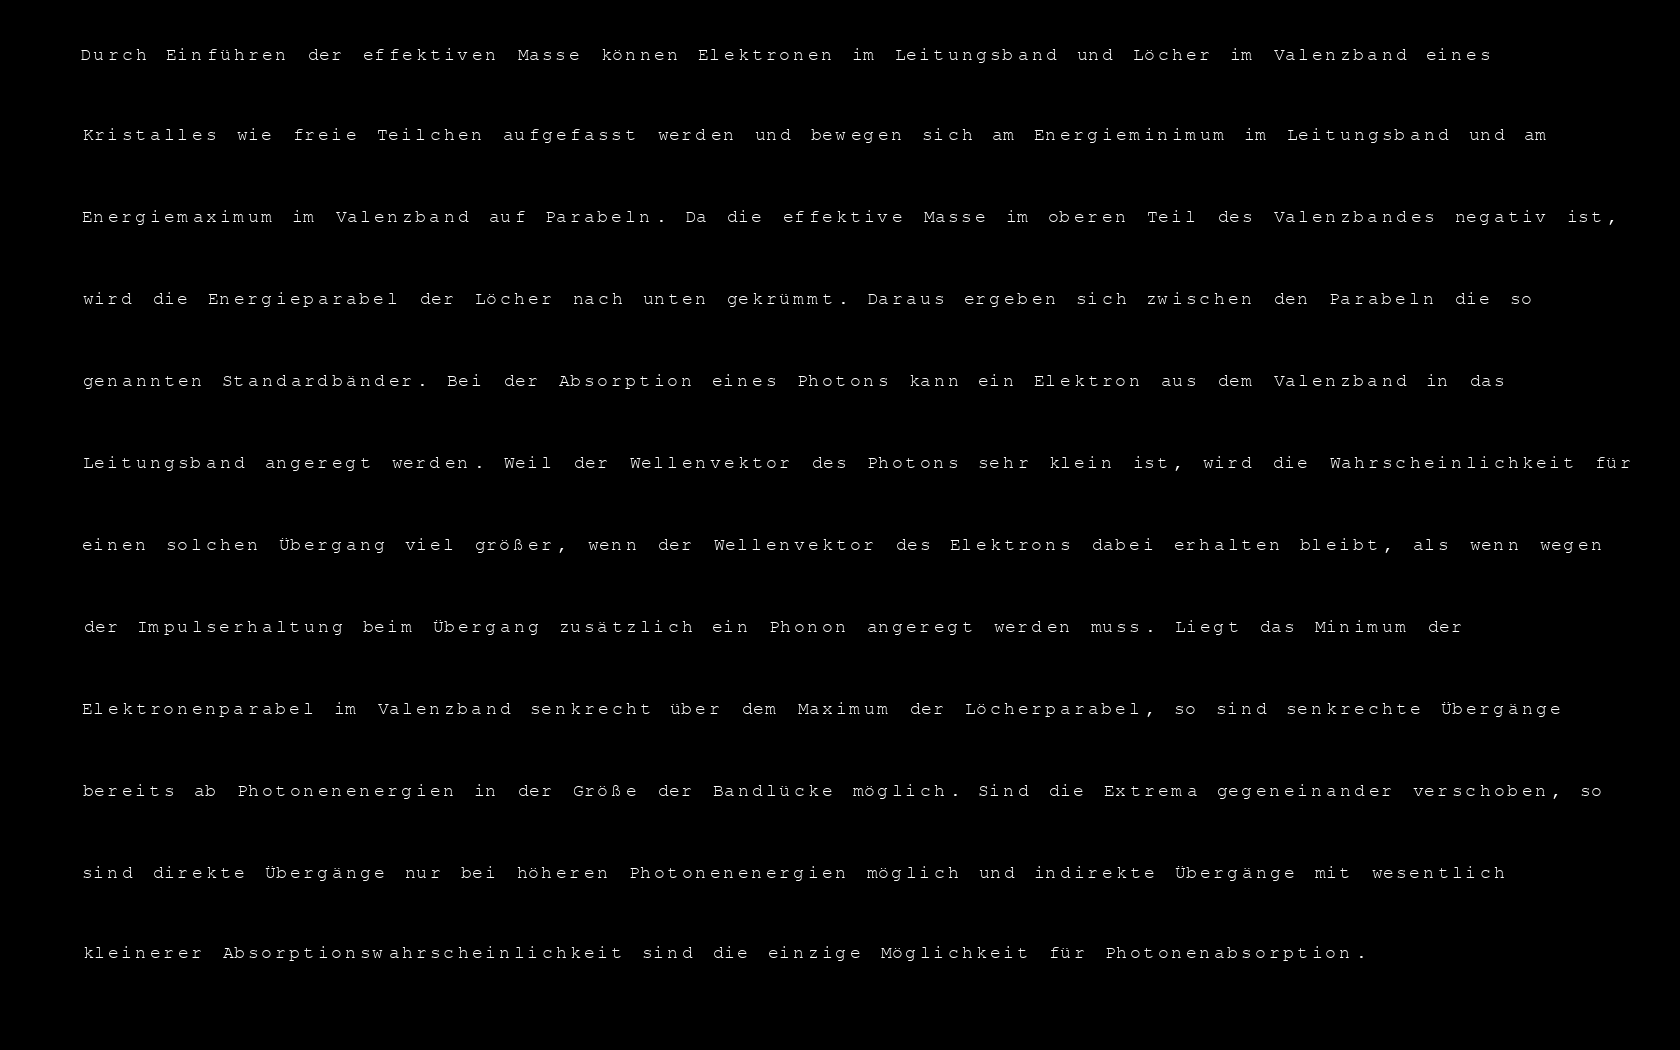 Durch Einführen der effektiven Masse können Elektronen im Leitungsband und Löcher im Valenzband eines
Kristalles wie freie Teilchen aufgefasst werden und bewegen sich am Energieminimum im Leitungsband und am
Energiemaximum im Valenzband auf Parabeln. Da die effektive Masse im oberen Teil des Valenzbandes negativ ist,
wird die Energieparabel der Löcher nach unten gekrümmt. Daraus ergeben sich zwischen den Parabeln die so
genannten Standardbänder. Bei der Absorption eines Photons kann ein Elektron aus dem Valenzband in das
Leitungsband angeregt werden. Weil der Wellenvektor des Photons sehr klein ist, wird die Wahrscheinlichkeit für
einen solchen Übergang viel größer, wenn der Wellenvektor des Elektrons dabei erhalten bleibt, als wenn wegen
der Impulserhaltung beim Übergang zusätzlich ein Phonon angeregt werden muss. Liegt das Minimum der
Elektronenparabel im Valenzband senkrecht über dem Maximum der Löcherparabel, so sind senkrechte Übergänge
bereits ab Photonenenergien in der Größe der Bandlücke möglich. Sind die Extrema gegeneinander verschoben, so
sind direkte Übergänge nur bei höheren Photonenenergien möglich und indirekte Übergänge mit wesentlich
kleinerer Absorptionswahrscheinlichkeit sind die einzige Möglichkeit für Photonenabsorption.